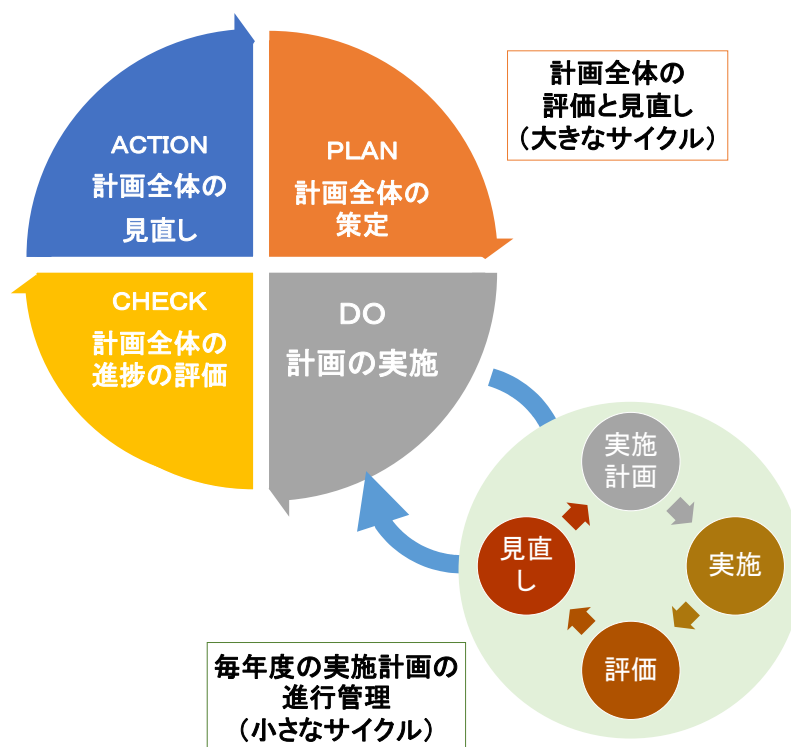 計画全体の
評価と見直し
（大きなサイクル）
ACTION
計画全体の
見直し
PLAN
計画全体の
策定
CHECK
計画全体の
進捗の評価
DO
計画の実施
実施
計画
実施
評価
見直
し
毎年度の実施計画の
進行管理
（小さなサイクル）